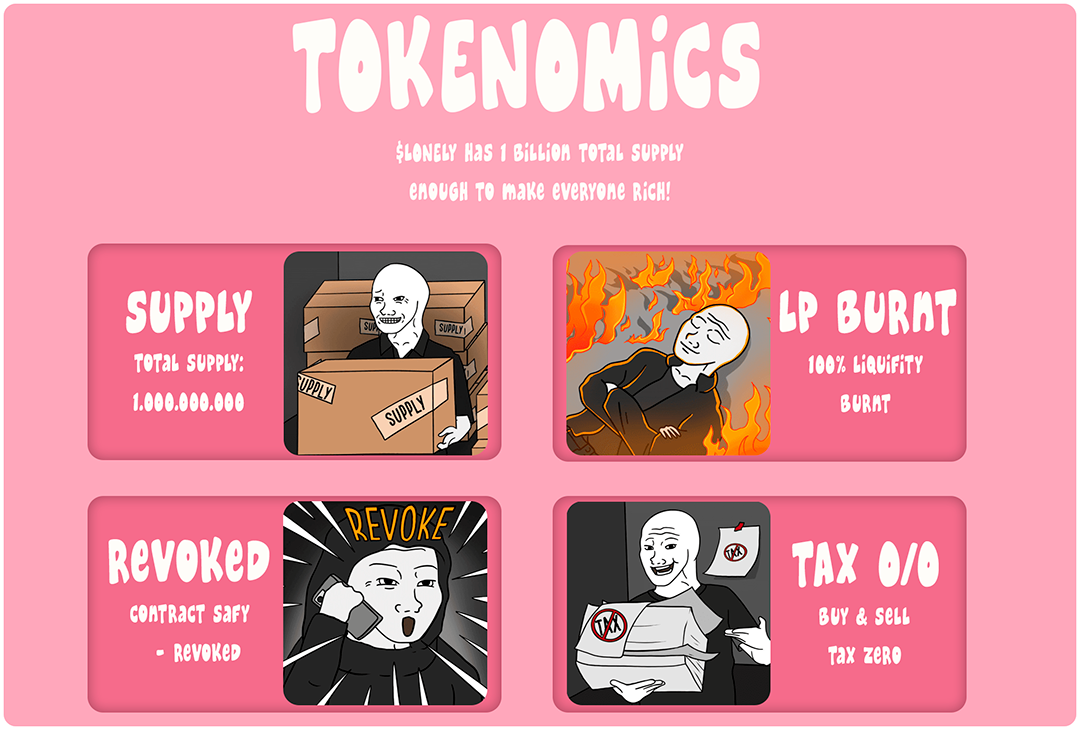 TOKENOMiCS
$LONELY HAS 1 BiLLiON TOTAL SUPPLY
ENOUGH TO MAKE EVERYONE RiCH!
SUPPLY
TOTAL SUPPLY:
1.000.000.000
SUPPLY
SUPPLY
SUPPLY
SUPPLY
LP BURNT
100% LiQUiFiTY
BURNT
REVOKED
CONTRACT SAFY
- REVOKED
REVOKE
TAX 0/0
BUY & SELL
TAX ZERO
TAX
TAX